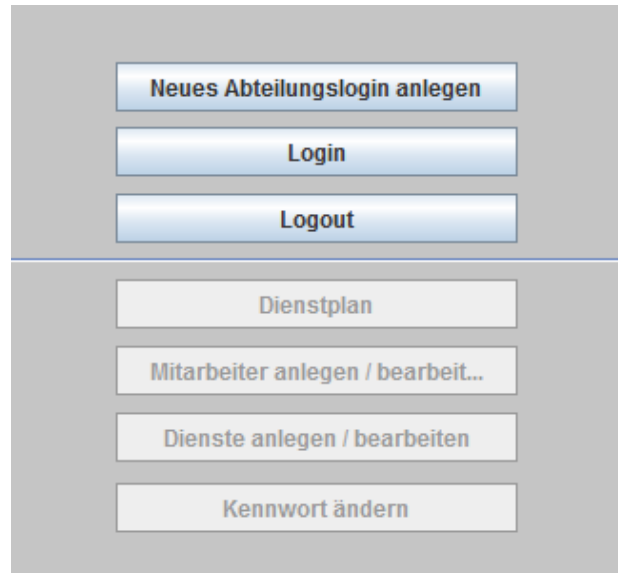 Neues Abteilungslogin anlegen
Login
Logout
Dienstplan
Mitarbeiter anlegen / bearbeit...
Dienste anlegen / bearbeiten
Kennwort ändern